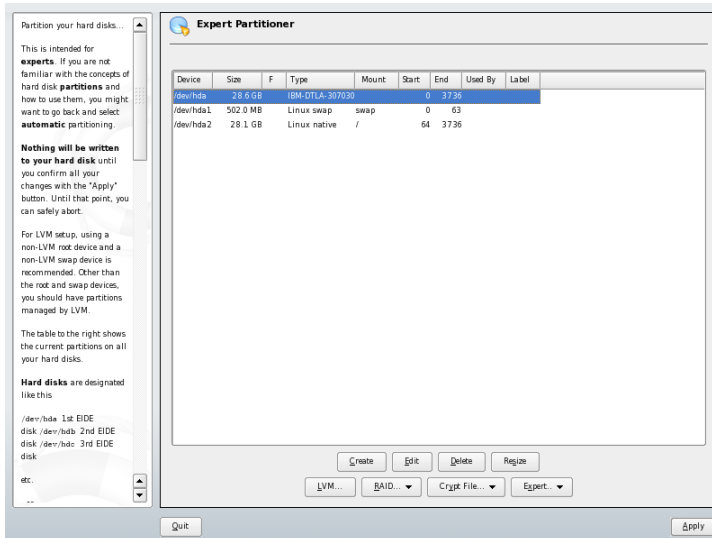 Partition your hard disks...
This is intended for
experts. If you are not
familiar with the concepts of
hard disk partitions and
how to use them, you might
want to go back and select
automatic partitioning.
Nothing will be written
to your hard disk until
you confirm all your
changes with the "Apply"
button. Until that point, you
can safely abort.
For LVM setup, using a
non-LVM root device and a
non-LVM swap device is
recommended. Other than
the root and swap devices,
you should have partitions
managed by LVM.
The table to the right shows
the current partitions on all
your hard disks.
Hard disks are designated
like this
/dev/hda 1st EIDE
disk /dev/hdb 2nd EIDE
disk /dev/hdc 3rd EIDE
disk
etc.
Expert Partitioner
Device Size F Type Mount Start End Used By Label
/dev/hda 28.6 GB IBM-DTLA-307030 0 3736
/dev/hda1 502.0 MB Linux swap swap 0 63
/dev/hda2 28.1 GB Linux native / 64 3736
Create Edit Delete Resize
LVM... RAID... Crypt File... Expert..
Quit Apply